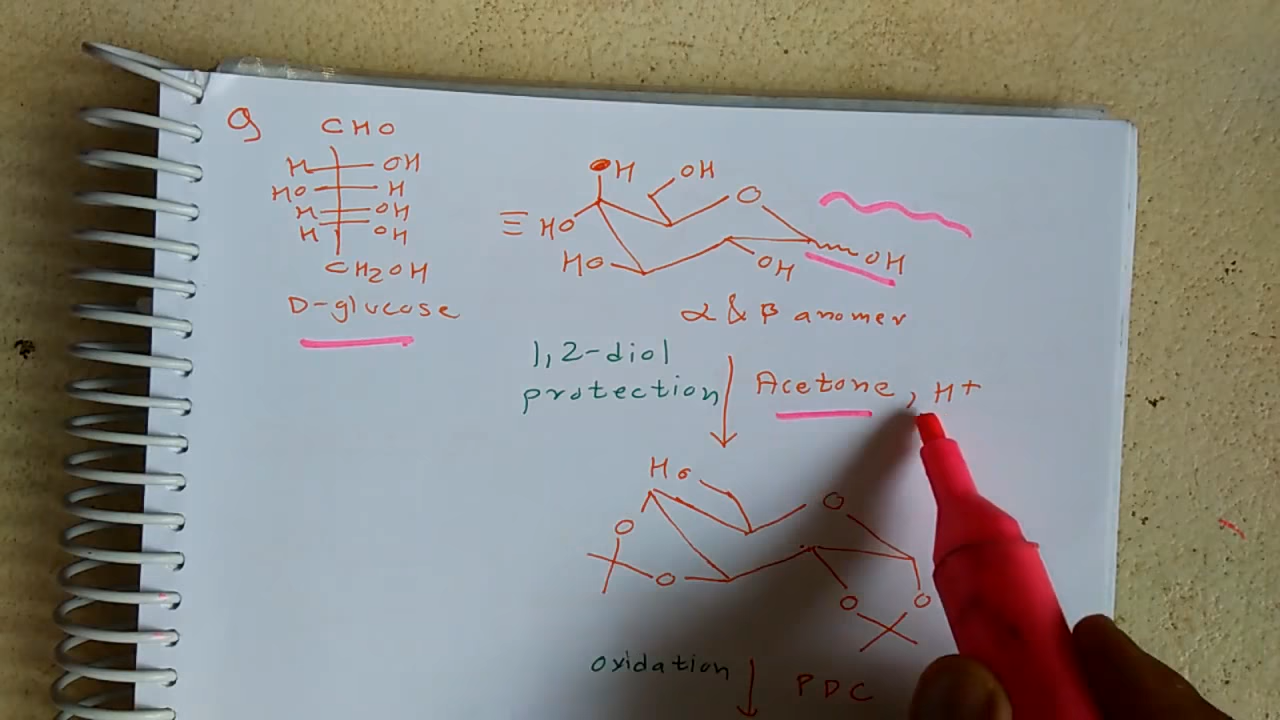 9
CHO
H OH
HO H
H OH
H OH
CH2OH
D-glucose
≡
OH OH O
HO
HO OH OH
α & β anomer
1,2-diol
protection
Acetone, H+
HO O
O
O O O
oxidation PDC